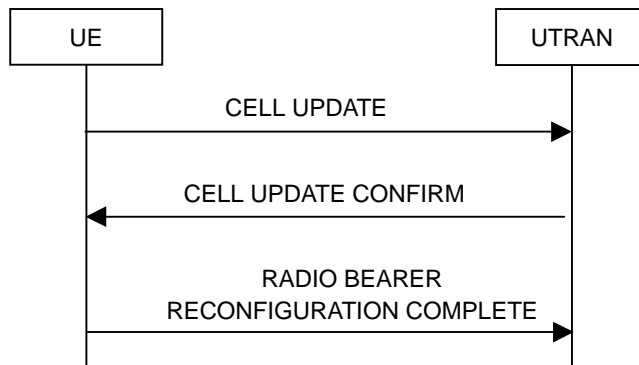 UE
UTRAN
CELL UPDATE
CELL UPDATE CONFIRM
RADIO BEARER
RECONFIGURATION COMPLETE